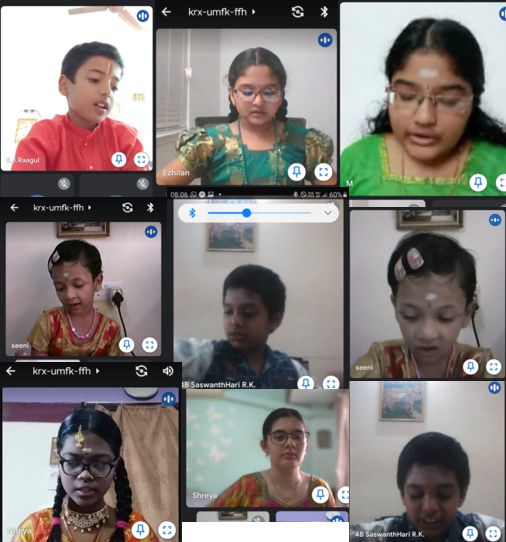 krx-umfk-ffh
S.J.Raagul
Ezhilan
M
08:06
60%
krx-umfk-ffh
seeni
4B SaswanthHari R.K.
seeni
krx-umfk-ffh
Nithya
Shreya
4B SaswanthHari R.K.